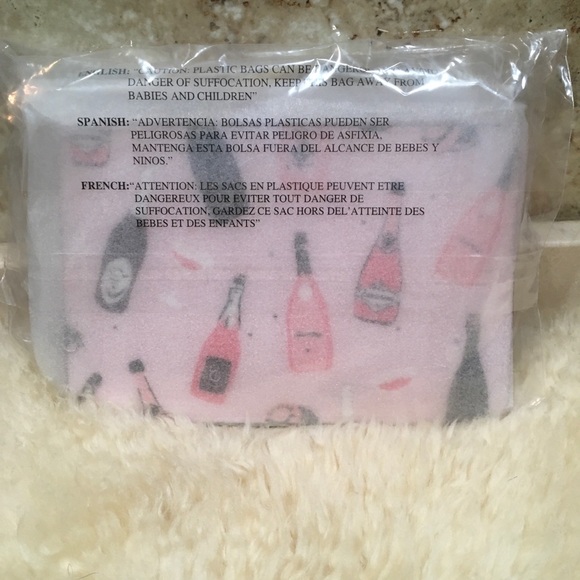 ENGLISH: "CAUTION: PLASTIC BAGS CAN BE
DANGER OF SUFFOCATION, KEEP THIS BAG AWAY FROM
BABIES AND CHILDREN"
SPANISH: "ADVERTENCIA: BOLSAS PLASTICAS PUEDEN SER
PELIGROSAS PARA EVITAR PELIGRO DE ASFIXIA,
MANTENGA ESTA BOLSA FUERA DEL ALCANCE DE BEBES Y
NINOS."
FRENCH:"ATTENTION: LES SACS EN PLASTIQUE PEUVENT ETRE
DANGEREUX POUR EVITER TOUT DANGER DE
SUFFOCATION, GARDEZ CE SAC HORS DEL'ATTEINTE DES
BEBES ET DES ENFANTS"